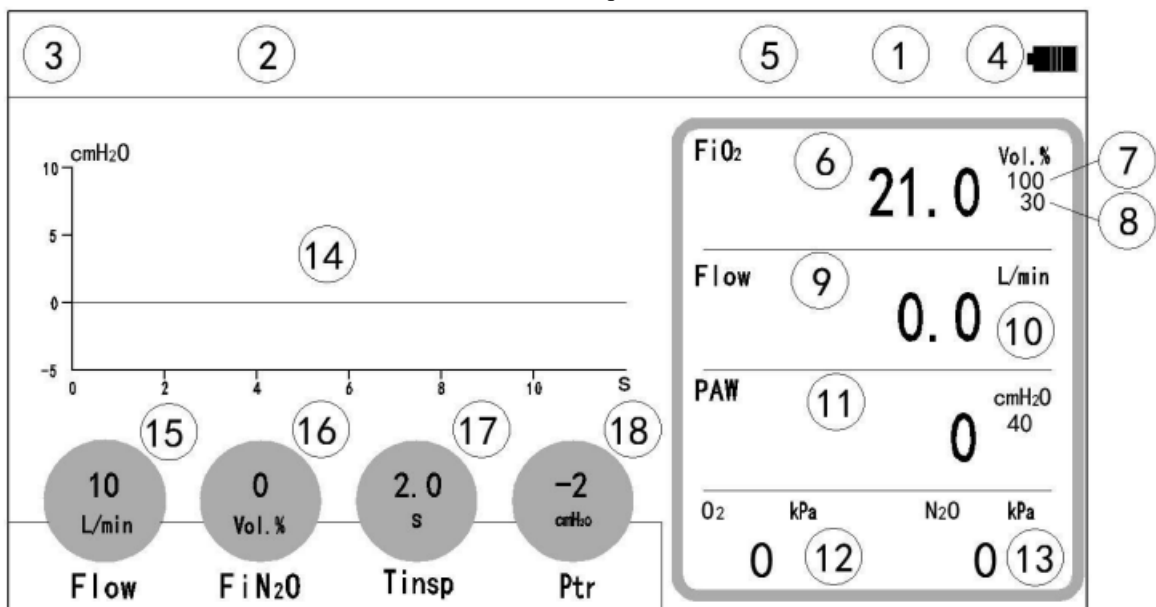 3 2 5 1 4
cmH₂O
10
5
0
-5
0 2 4 6 8 10 S
14
FiO₂ 6 21.0 Vol.%
100 7
30 8
Flow 9 0.0 L/min
10
PAW 11 0 cmH₂O
40
O₂ kPa N₂O kPa
0 12 0 13
15 16 17 18
10 0 2.0 -2
L/min Vol.% s cmH₂O
Flow FiN₂O Tinsp Ptr